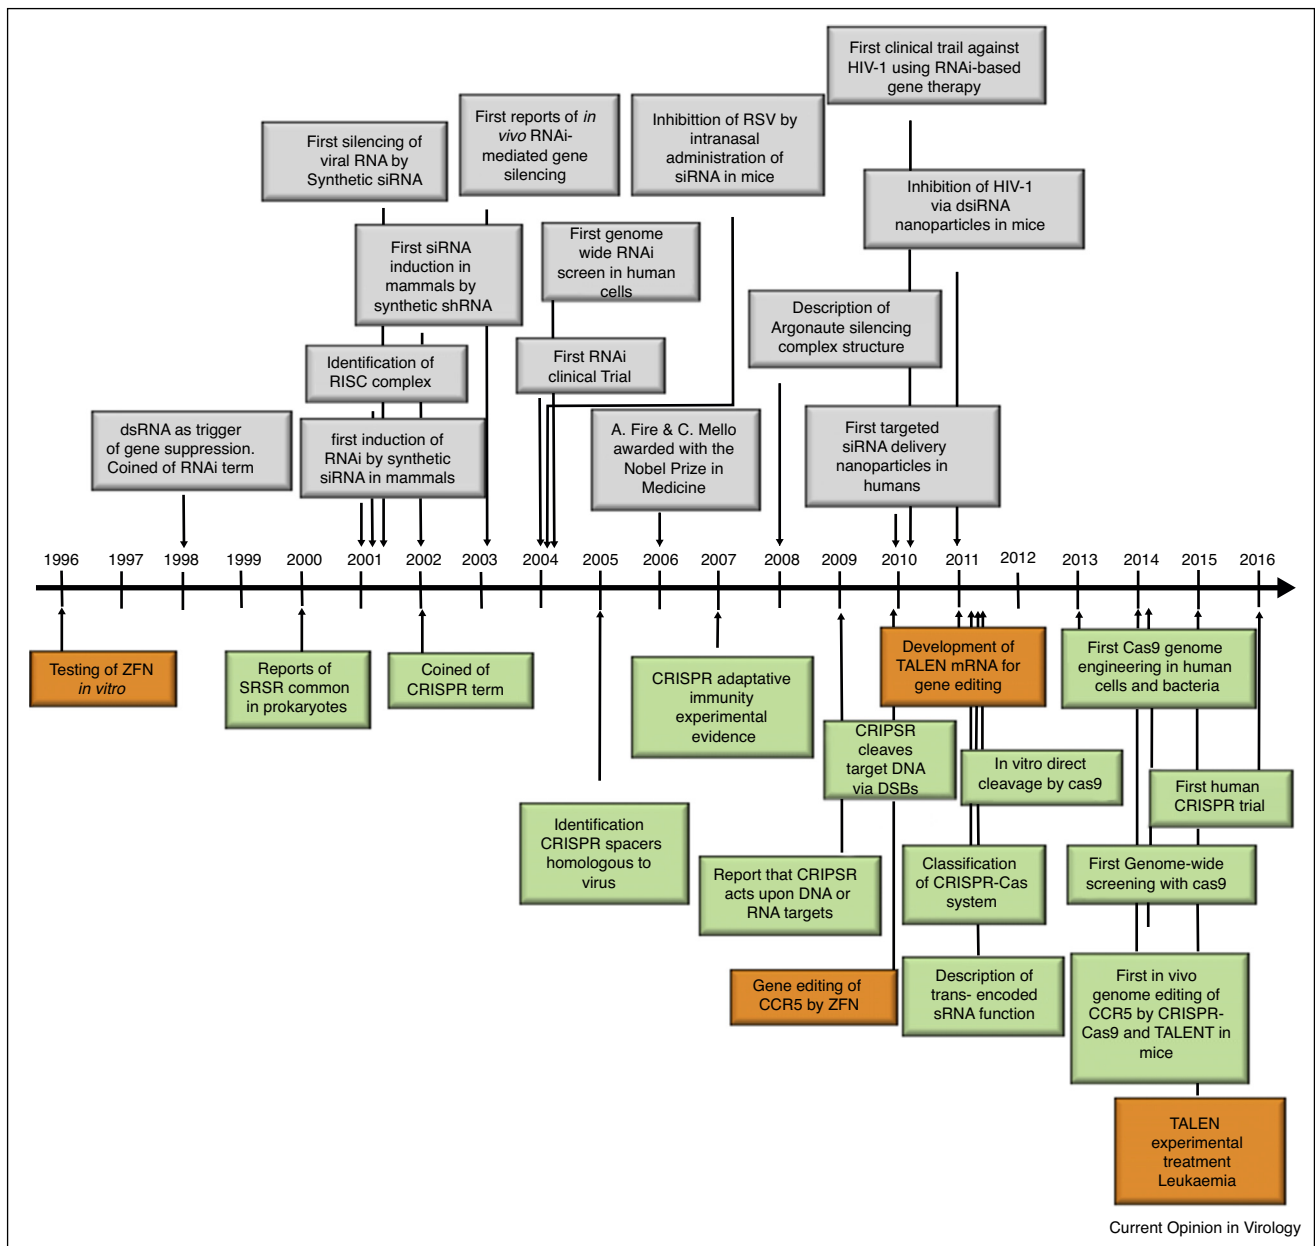 First clinical trail against
HIV-1 using RNAi-based
gene therapy
First reports of in
vivo RNAi-
mediated gene
silencing
Inhibittion of RSV by
intranasal
administration of
siRNA in mice
First silencing of
viral RNA by
Synthetic siRNA
Inhibition of HIV-1
via dsiRNA
nanoparticles in mice
First siRNA
induction in
mammals by
synthetic shRNA
First genome
wide RNAi
screen in human
cells
Description of
Argonaute silencing
complex structure
Identification of
RISC complex
First RNAi
clinical Trial
dsRNA as trigger
of gene suppression.
Coined of RNAi term
first induction of
RNAi by synthetic
siRNA in mammals
A. Fire & C. Mello
awarded with the
Nobel Prize in
Medicine
First targeted
siRNA delivery
nanoparticles in
humans
1996 1997 1998 1999 2000 2001 2002 2003 2004 2005 2006 2007 2008 2009 2010 2011 2012 2013 2014 2015 2016
Testing of ZFN
in vitro
Reports of
SRSR common
in prokaryotes
Coined of
CRISPR term
CRISPR adaptative
immunity
experimental
evidence
Development of
TALEN mRNA for
gene editing
First Cas9 genome
engineering in human
cells and bacteria
CRIPSR
cleaves
target DNA
via DSBs
In vitro direct
cleavage by cas9
First human
CRISPR trial
Identification
CRISPR spacers
homologous to
virus
Report that CRIPSR
acts upon DNA or
RNA targets
Classification
of CRISPR-Cas
system
First Genome-wide
screening with cas9
Gene editing of
CCR5 by ZFN
Description of
trans- encoded
sRNA function
First in vivo
genome editing of
CCR5 by CRISPR-
Cas9 and TALENT in
mice
TALEN
experimental
treatment
Leukaemia
Current Opinion in Virology